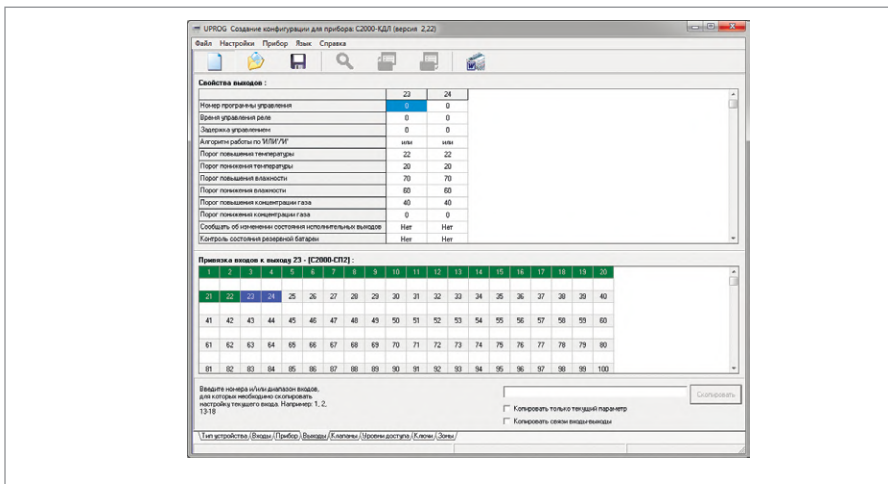 UPROG Создание конфигурации для прибора: С2000-КДЛ (версия 2,22)
Файл Настройки Прибор Язык Справка
Свойства выходов :
23 24
Номер программы управления 0 0
Время управления реле 0 0
Задержка управлением 0 0
Алгоритм работы по 'ИЛИ'/'И' или или
Порог повышения температуры 22 22
Порог понижения температуры 20 20
Порог повышения влажности 70 70
Порог понижения влажности 60 60
Порог повышения концентрации газа 40 40
Порог понижения концентрации газа 0 0
Сообщать об изменении состояния исполнительных выходов Нет Нет
Контроль состояния резервной батареи Нет Нет
Привязка входов к выходу 23 - [С2000-СП2] :
1 2 3 4 5 6 7 8 9 10 11 12 13 14 15 16 17 18 19 20
21 22 23 24 25 26 27 28 29 30 31 32 33 34 35 36 37 38 39 40
41 42 43 44 45 46 47 48 49 50 51 52 53 54 55 56 57 58 59 60
61 62 63 64 65 66 67 68 69 70 71 72 73 74 75 76 77 78 79 80
81 82 83 84 85 86 87 88 89 90 91 92 93 94 95 96 97 98 99 100
Введите номера и/или диапазон входов,
для которых необходимо скопировать
настройку текущего входа. Например: 1, 2,
13-18
Скопировать
Копировать только текущий параметр
Копировать связи входы-выходы
Тип устройства Входы Прибор Выходы Клапаны Уровни доступа Ключи Зоны